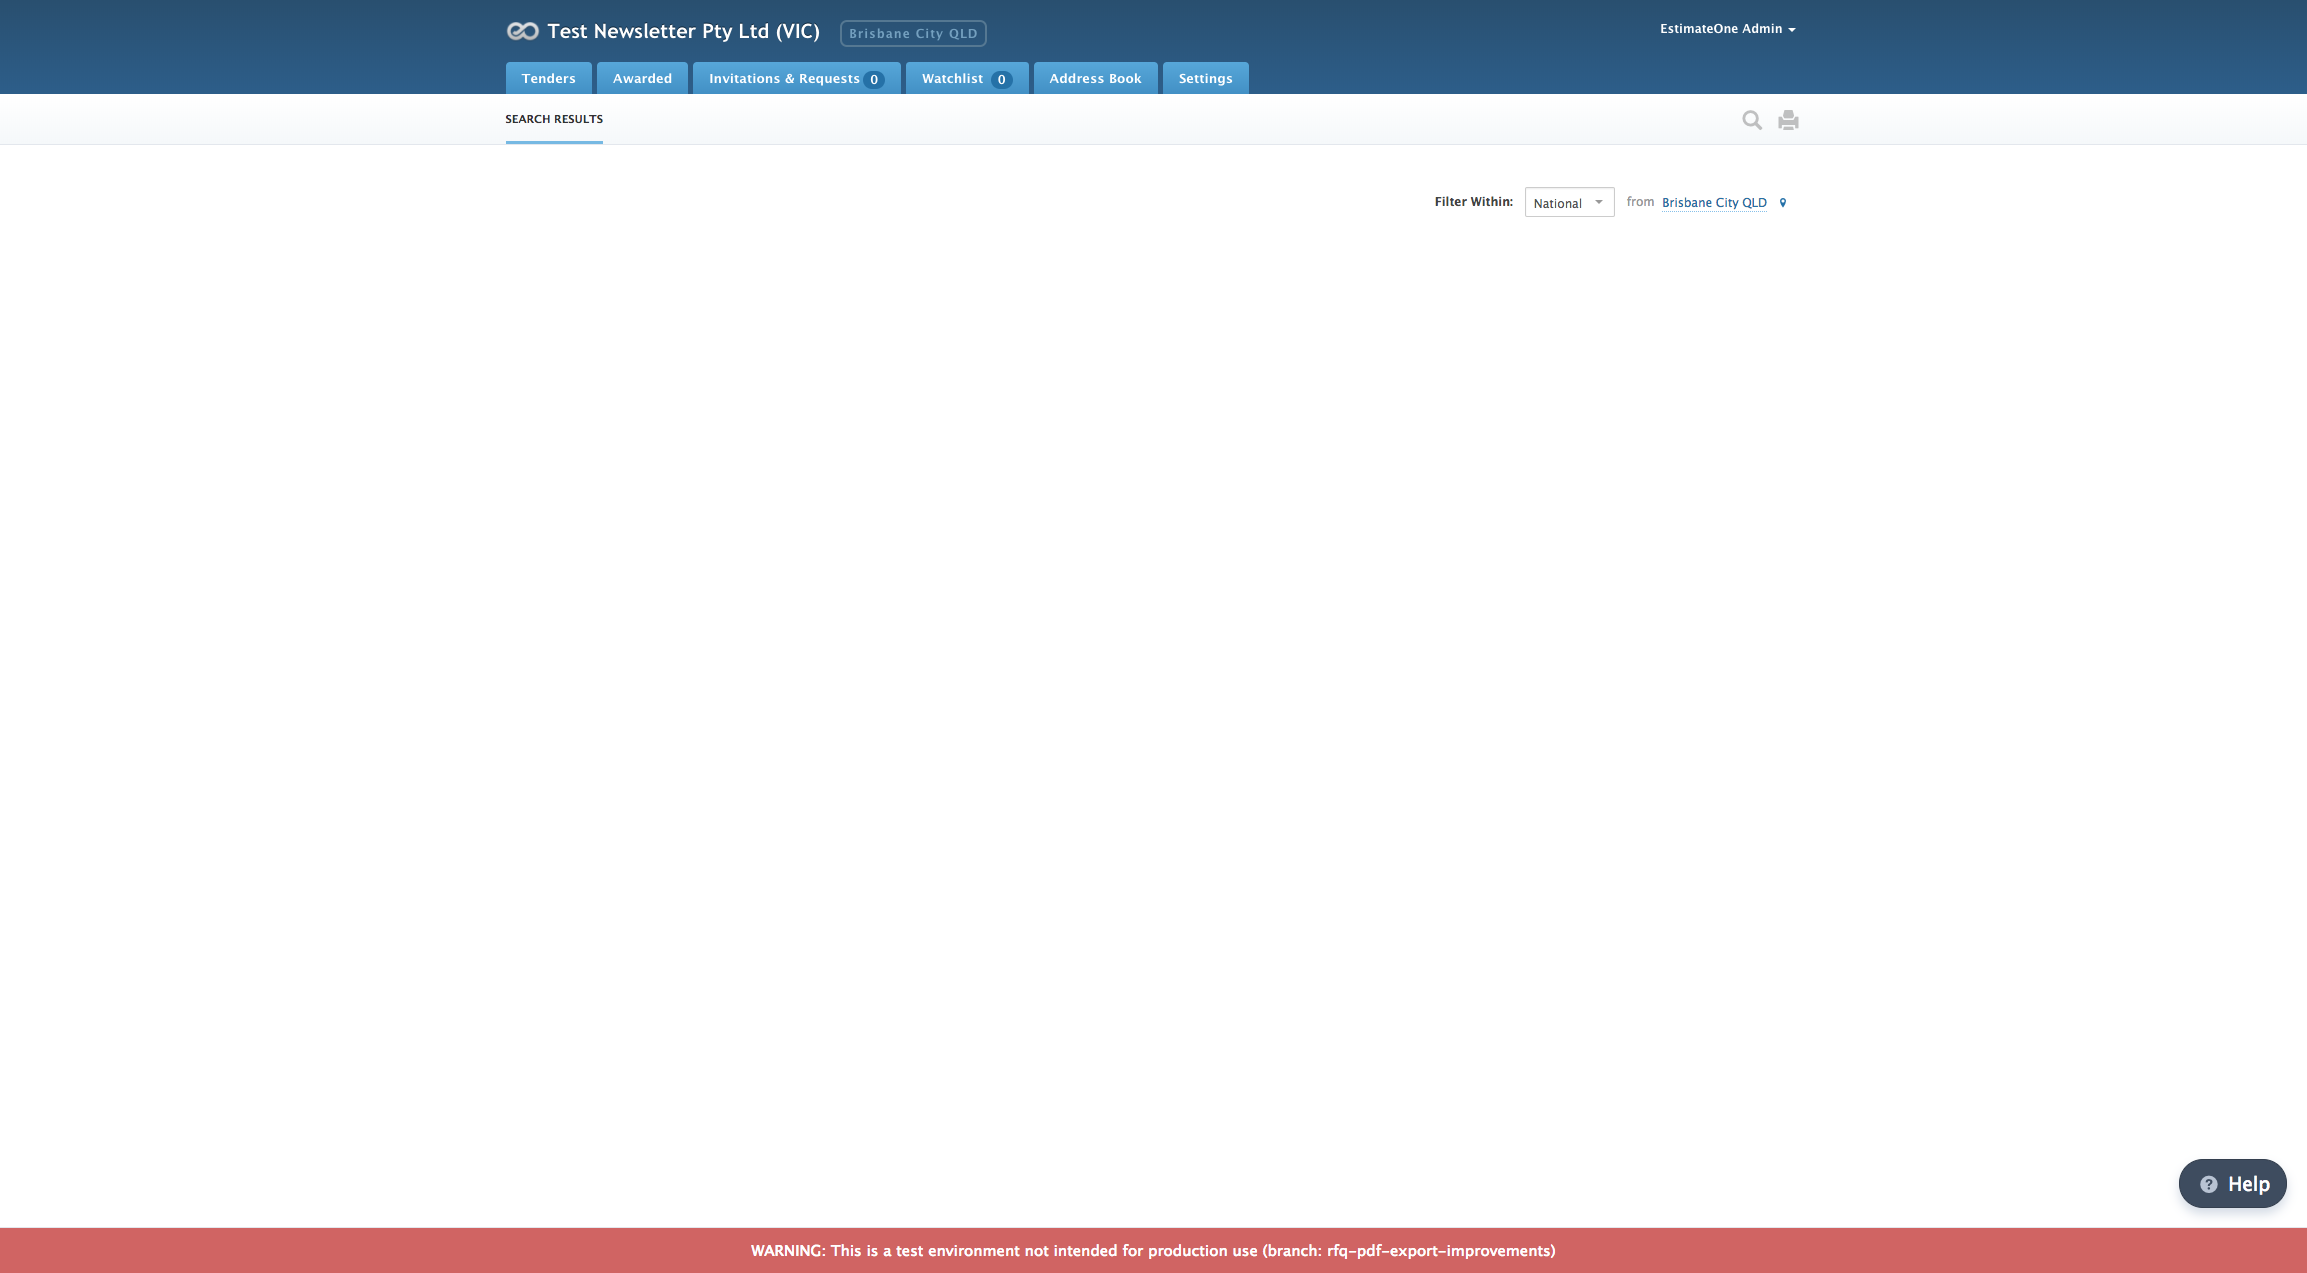 Test Newsletter Pty Ltd (VIC) Brisbane City QLD EstimateOne Admin
Tenders Awarded Invitations & Requests 0 Watchlist 0 Address Book Settings
SEARCH RESULTS
Filter Within: National from Brisbane City QLD
? Help
WARNING: This is a test environment not intended for production use (branch: rfq-pdf-export-improvements)